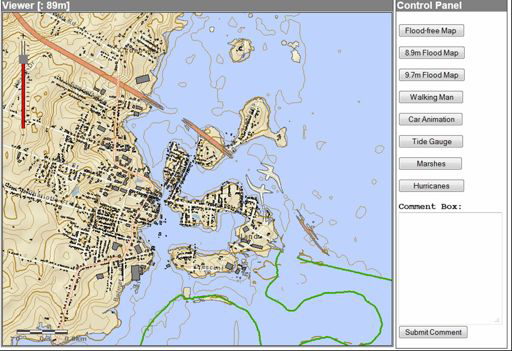 Viewer [: 89m]
Control Panel
Flood-free Map
8.9m Flood Map
9.7m Flood Map
Walking Man
Car Animation
Tide Gauge
Marshes
Hurricanes
Comment Box:
Submit Comment